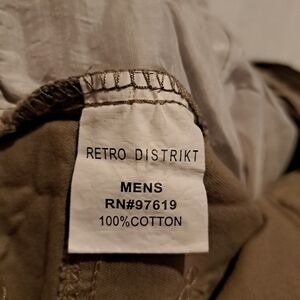 RETRO DISTRIKT
MENS
RN#97619
100%COTTON